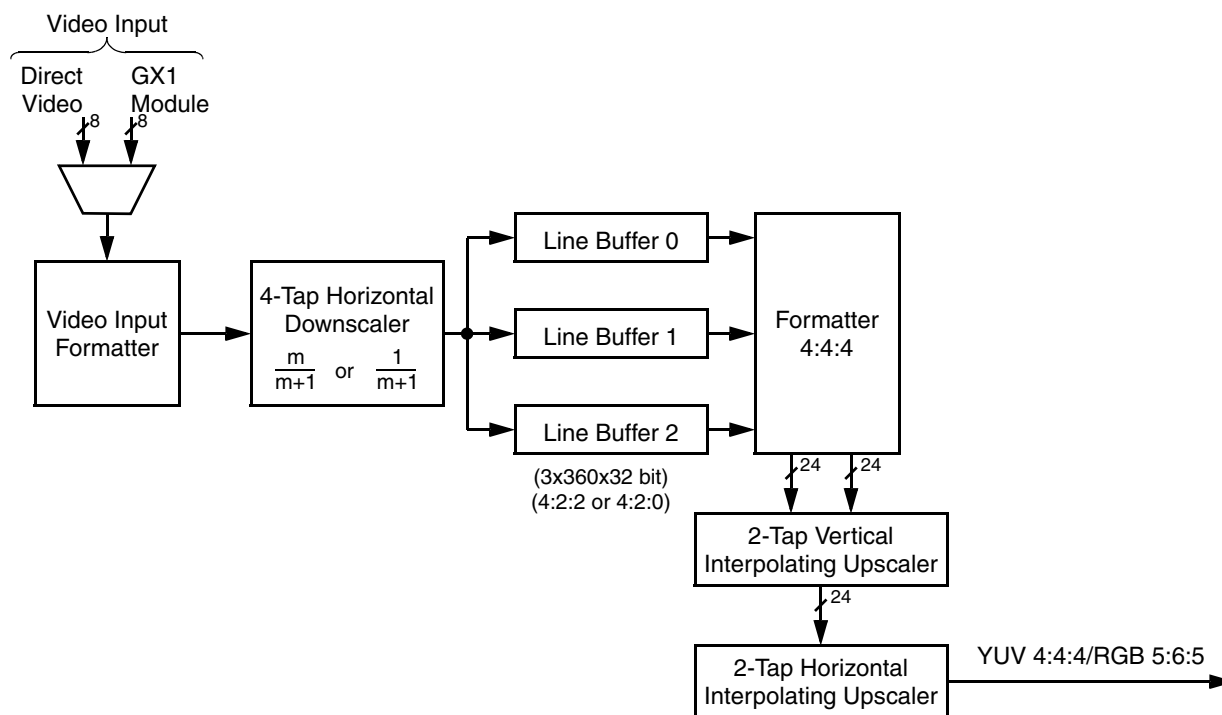 Video Input
Direct
Video
GX1
Module
8
8
Video Input
Formatter
4-Tap Horizontal
Downscaler
m
m+1
or
1
m+1
Line Buffer 0
Line Buffer 1
Line Buffer 2
(3x360x32 bit)
(4:2:2 or 4:2:0)
Formatter
4:4:4
24
24
2-Tap Vertical
Interpolating Upscaler
24
2-Tap Horizontal
Interpolating Upscaler
YUV 4:4:4/RGB 5:6:5